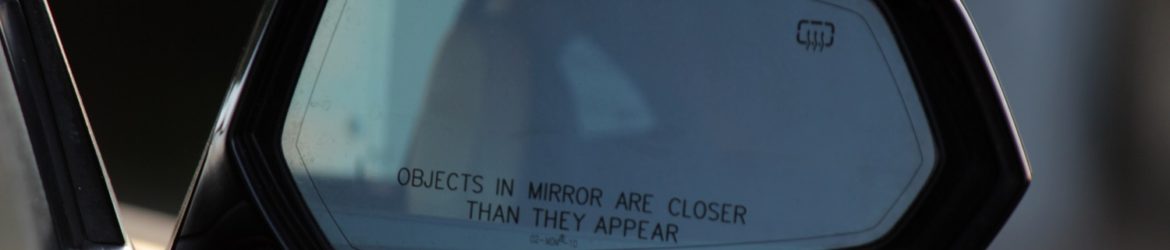 OBJECTS IN MIRROR ARE CLOSER
THAN THEY APPEAR